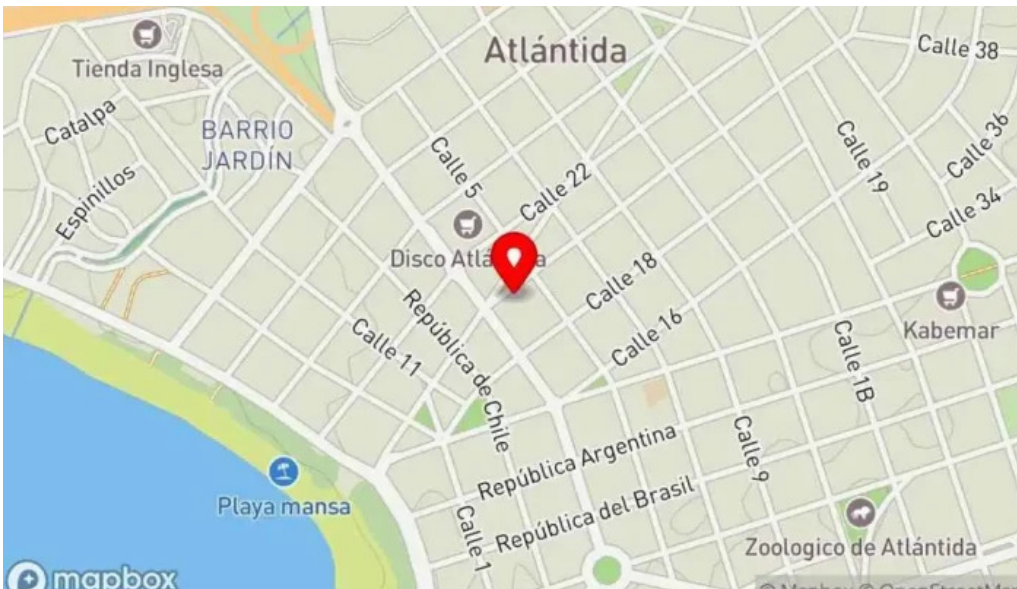 Atlántida
Calle 38
Tienda Inglesa
Catalpa
BARRIO
JARDÍN
Calle 5
Calle 19
Calle 36
Espinillos
Calle 22
Calle 34
Disco Atlá
a
República de Chile
Calle 18
Kabemar
Calle 11
Calle 16
Calle 1B
República Argentina
Calle 9
Playa mansa
República del Brasil
Calle 1
Zoologico de Atlántida
mapbox
© Mapbox © OpenStreetMap